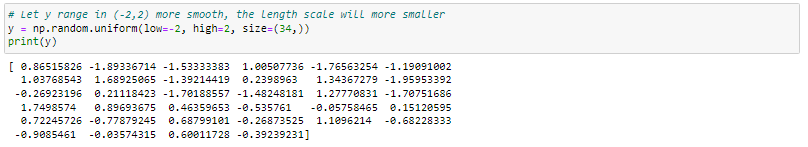 # Let y range in (-2,2) more smooth, the length scale will more smaller
y = np.random.uniform(low=-2, high=2, size=(34,))
print(y)
[ 0.86515826 -1.89336714 -1.53333383  1.00507736 -1.76563254 -1.19091002
  1.03768543  1.68925065 -1.39214419  0.2398963   1.34367279 -1.95953392
 -0.26923196  0.21118423 -1.70188557 -1.48248181  1.27770831 -1.70751686
  1.7498574   0.89693675  0.46359653 -0.535761   -0.05758465  0.15120595
  0.72245726 -0.77879245  0.68799101 -0.26873525  1.1096214  -0.68228333
 -0.9085461  -0.03574315  0.60011728 -0.39239231]